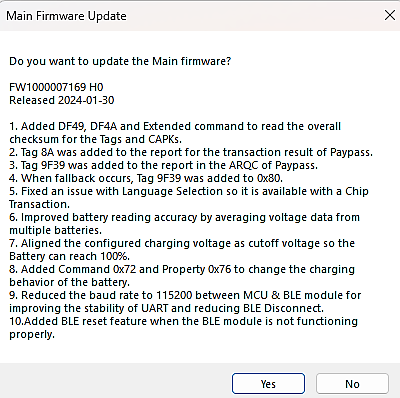 Main Firmware Update
Do you want to update the Main firmware?
FW1000007169 H0
Released 2024-01-30
1. Added DF49, DF4A and Extended command to read the overall
checksum for the Tags and CAPKs.
2. Tag 8A was added to the report for the transaction result of Paypass.
3. Tag 9F39 was added to the report in the ARQC of Paypass.
4. When fallback occurs, Tag 9F39 was added to 0x80.
5. Fixed an issue with Language Selection so it is available with a Chip
Transaction.
6. Improved battery reading accuracy by averaging voltage data from
multiple batteries.
7. Aligned the configured charging voltage as cutoff voltage so the
Battery can reach 100%.
8. Added Command 0x72 and Property 0x76 to change the charging
behavior of the battery.
9. Reduced the baud rate to 115200 between MCU & BLE module for
improving the stability of UART and reducing BLE Disconnect.
10.Added BLE reset feature when the BLE module is not functioning
properly.
Yes
No